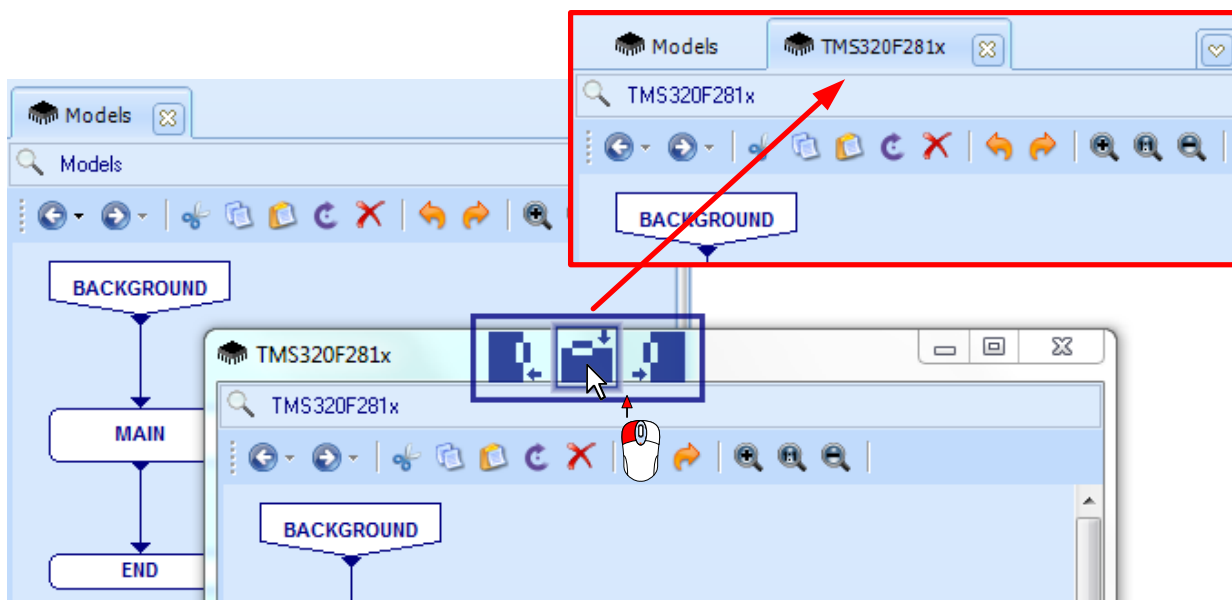 Models TMS320F281x
TMS320F281x
BACKGROUND
Models
Models
BACKGROUND
MAIN
END
TMS320F281x
TMS320F281x
BACKGROUND